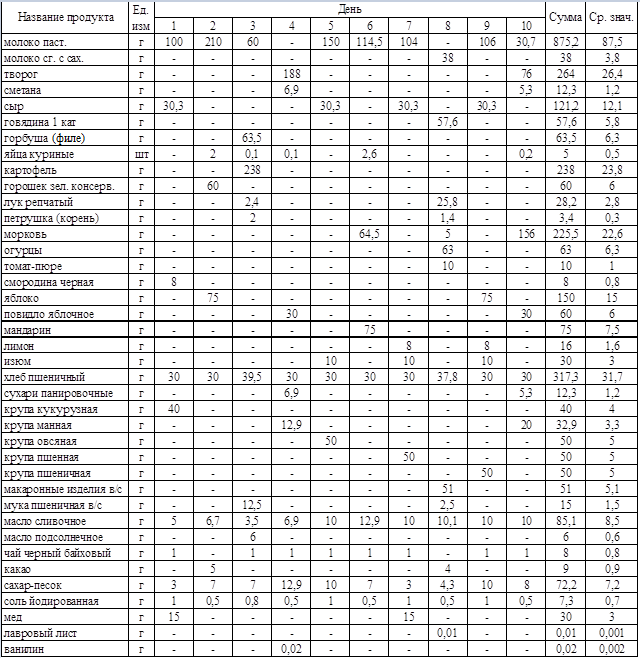 Название продукта Ед. изм День Сумма Ср. знач.
1 2 3 4 5 6 7 8 9 10
молоко паст. г 100 210 60 - 150 114,5 104 - 106 30,7 875,2 87,5
молоко сг. с сах. г - - - - - - - 38 - - 38 3,8
творог г - - - 188 - - - - - 76 264 26,4
сметана г - - - 6,9 - - - - - 5,3 12,3 1,2
сыр г 30,3 - - - 30,3 - 30,3 - 30,3 - 121,2 12,1
говядина 1 кат г - - - - - - - 57,6 - - 57,6 5,8
горбуша (филе) г - - 63,5 - - - - - - - 63,5 6,3
яйца куриные шт - 2 0,1 0,1 - 2,6 - - - 0,2 5 0,5
картофель г - - 238 - - - - - - - 238 23,8
горошек зел. консерв. г - 60 - - - - - - - - 60 6
лук репчатый г - - 2,4 - - - - 25,8 - - 28,2 2,8
петрушка (корень) г - - 2 - - - - 1,4 - - 3,4 0,3
морковь г - - - - - 64,5 - 5 - 156 225,5 22,6
огурцы г - - - - - - - 63 - - 63 6,3
томат-пюре г - - - - - - - 10 - - 10 1
смородина черная г 8 - - - - - - - - - 8 0,8
яблоко г - 75 - - - - - - 75 - 150 15
повидло яблочное г - - - 30 - - - - - 30 60 6
мандарин г - - - - - 75 - - - - 75 7,5
лимон г - - - - - - 8 - 8 - 16 1,6
изюм г - - - - 10 - 10 - 10 - 30 3
хлеб пшеничный г 30 30 39,5 30 30 30 30 37,8 30 30 317,3 31,7
сухари панировочные г - - - 6,9 - - - - - 5,3 12,3 1,2
крупа кукурузная г 40 - - - - - - - - - 40 4
крупа манная г - - - 12,9 - - - - - 20 32,9 3,3
крупа овсяная г - - - - 50 - - - - - 50 5
крупа пшенная г - - - - - - 50 - - - 50 5
крупа пшеничная г - - - - - - - - 50 - 50 5
макаронные изделия в/с г - - - - - - - 51 - - 51 5,1
мука пшеничная в/с г - - 12,5 - - - - 2,5 - - 15 1,5
масло сливочное г 5 6,7 3,5 6,9 10 12,9 10 10,1 10 10 85,1 8,5
масло подсолнечное г - - 6 - - - - - - - 6 0,6
чай черный байховый г 1 - 1 1 1 1 1 - 1 1 8 0,8
какао г - 5 - - - - - 4 - - 9 0,9
сахар-песок г 3 7 7 12,9 10 7 3 4,3 10 8 72,2 7,2
соль йодированная г 1 0,5 0,8 0,5 1 0,5 1 0,5 1 0,5 7,3 0,7
мед г 15 - - - - - 15 - - - 30 3
лавровый лист г - - - - - - - 0,01 - - 0,01 0,001
ванилин г - - - 0,02 - - - - - - 0,02 0,002